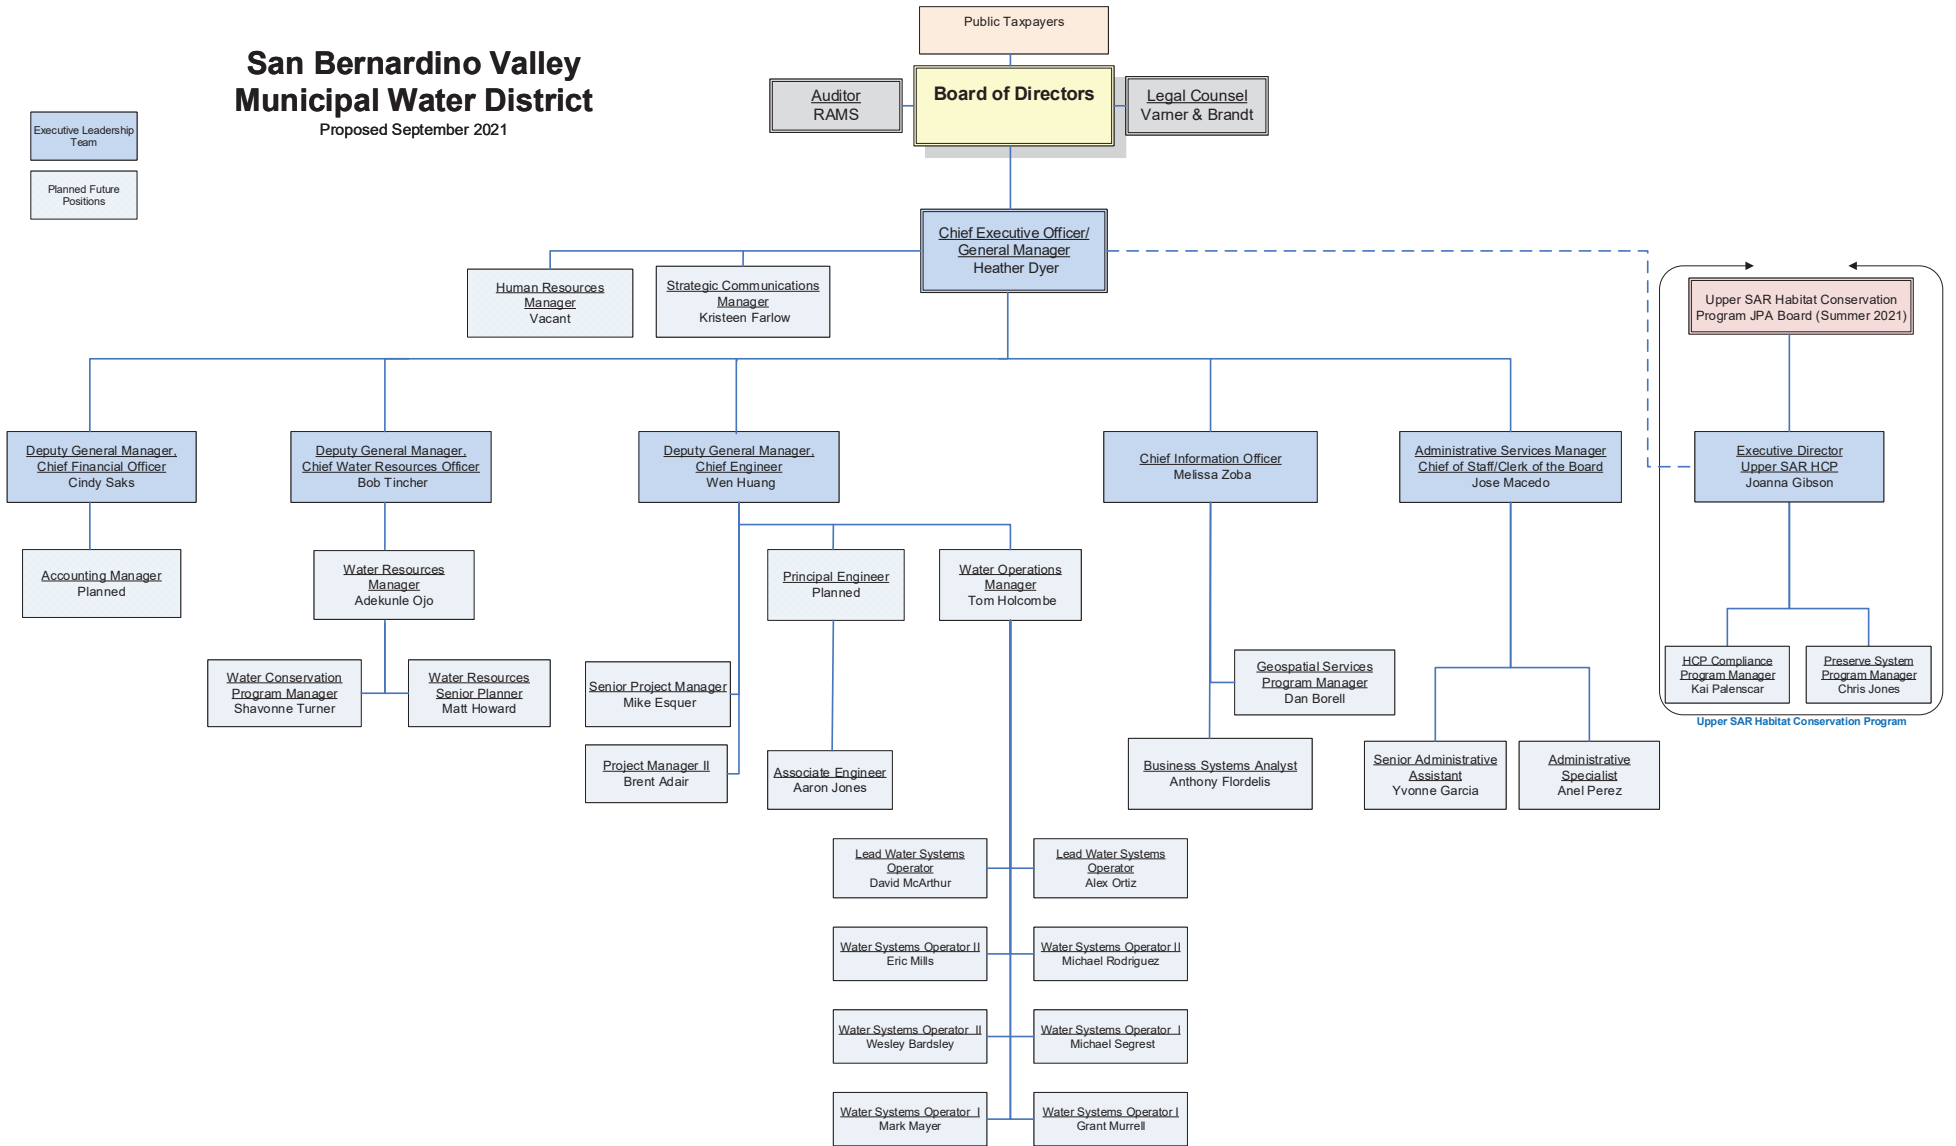 Public Taxpayers
San Bernardino Valley
Municipal Water District
Proposed September 2021
Executive Leadership
Team
Planned Future
Positions
Auditor
RAMS
Board of Directors
Legal Counsel
Varner & Brandt
Chief Executive Officer/
General Manager
Heather Dyer
Human Resources
Manager
Vacant
Strategic Communications
Manager
Kristeen Farlow
Upper SAR Habitat Conservation
Program JPA Board (Summer 2021)
Deputy General Manager,
Chief Financial Officer
Cindy Saks
Deputy General Manager,
Chief Water Resources Officer
Bob Tincher
Deputy General Manager,
Chief Engineer
Wen Huang
Chief Information Officer
Melissa Zoba
Administrative Services Manager
Chief of Staff/Clerk of the Board
Jose Macedo
Executive Director
Upper SAR HCP
Joanna Gibson
Accounting Manager
Planned
Water Resources
Manager
Adekunle Ojo
Principal Engineer
Planned
Water Operations
Manager
Tom Holcombe
Water Conservation
Program Manager
Shavonne Turner
Water Resources
Senior Planner
Matt Howard
Senior Project Manager
Mike Esquer
Geospatial Services
Program Manager
Dan Borell
HCP Compliance
Program Manager
Kai Palenscar
Preserve System
Program Manager
Chris Jones
Upper SAR Habitat Conservation Program
Project Manager II
Brent Adair
Associate Engineer
Aaron Jones
Business Systems Analyst
Anthony Flordelis
Senior Administrative
Assistant
Yvonne Garcia
Administrative
Specialist
Anel Perez
Lead Water Systems
Operator
David McArthur
Lead Water Systems
Operator
Alex Ortiz
Water Systems Operator II
Eric Mills
Water Systems Operator II
Michael Rodriguez
Water Systems Operator II
Wesley Bardsley
Water Systems Operator I
Michael Segrest
Water Systems Operator I
Mark Mayer
Water Systems Operator I
Grant Murrell